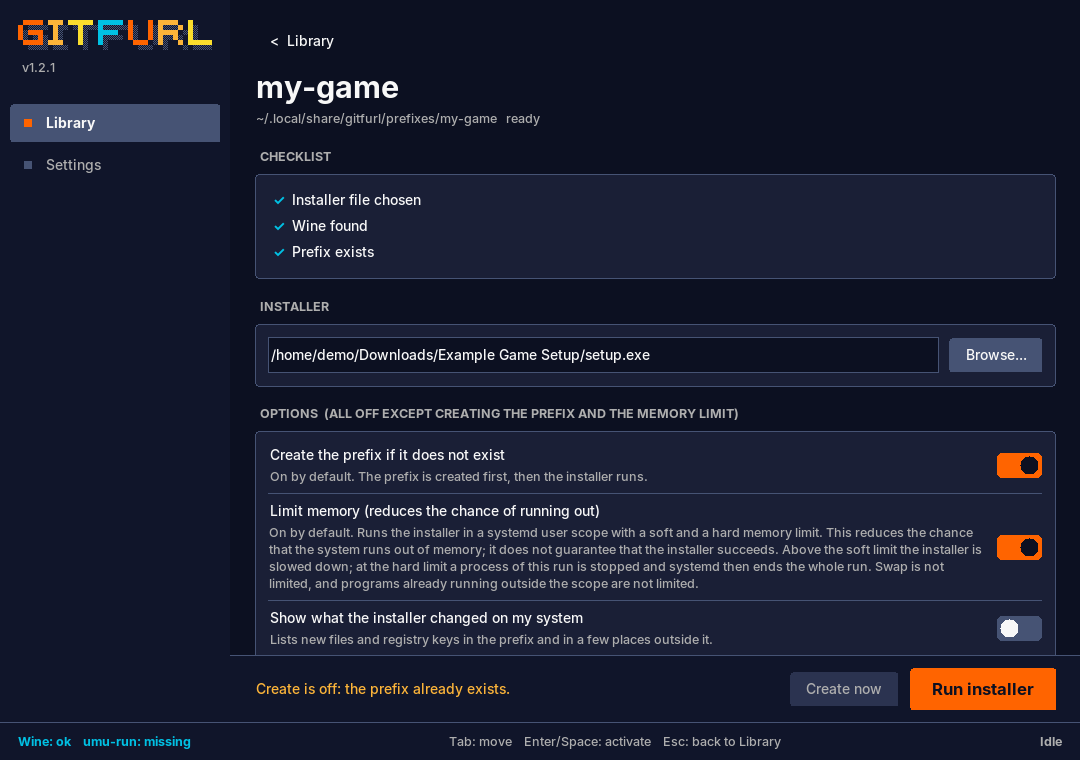 GITFURL
v1.2.1
Library
Settings
< Library
my-game
~/.local/share/gitfurl/prefixes/my-game ready
CHECKLIST
✓ Installer file chosen
✓ Wine found
✓ Prefix exists
INSTALLER
/home/demo/Downloads/Example Game Setup/setup.exe
Browse...
OPTIONS (ALL OFF EXCEPT CREATING THE PREFIX AND THE MEMORY LIMIT)
Create the prefix if it does not exist
On by default. The prefix is created first, then the installer runs.
Limit memory (reduces the chance of running out)
On by default. Runs the installer in a systemd user scope with a soft and a hard memory limit. This reduces the chance
that the system runs out of memory; it does not guarantee that the installer succeeds. Above the soft limit the installer is
slowed down; at the hard limit a process of this run is stopped and systemd then ends the whole run. Swap is not
limited, and programs already running outside the scope are not limited.
Show what the installer changed on my system
Lists new files and registry keys in the prefix and in a few places outside it.
Create is off: the prefix already exists.
Create now
Run installer
Wine: ok umu-run: missing
Tab: move Enter/Space: activate Esc: back to Library
Idle